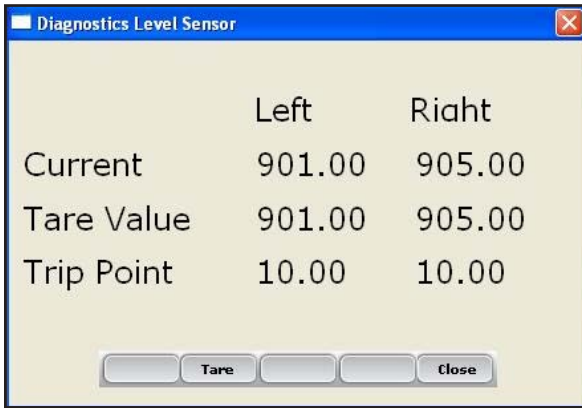 Diagnostics Level Sensor
Left Right
Current 901.00 905.00
Tare Value 901.00 905.00
Trip Point 10.00 10.00
Tare Close